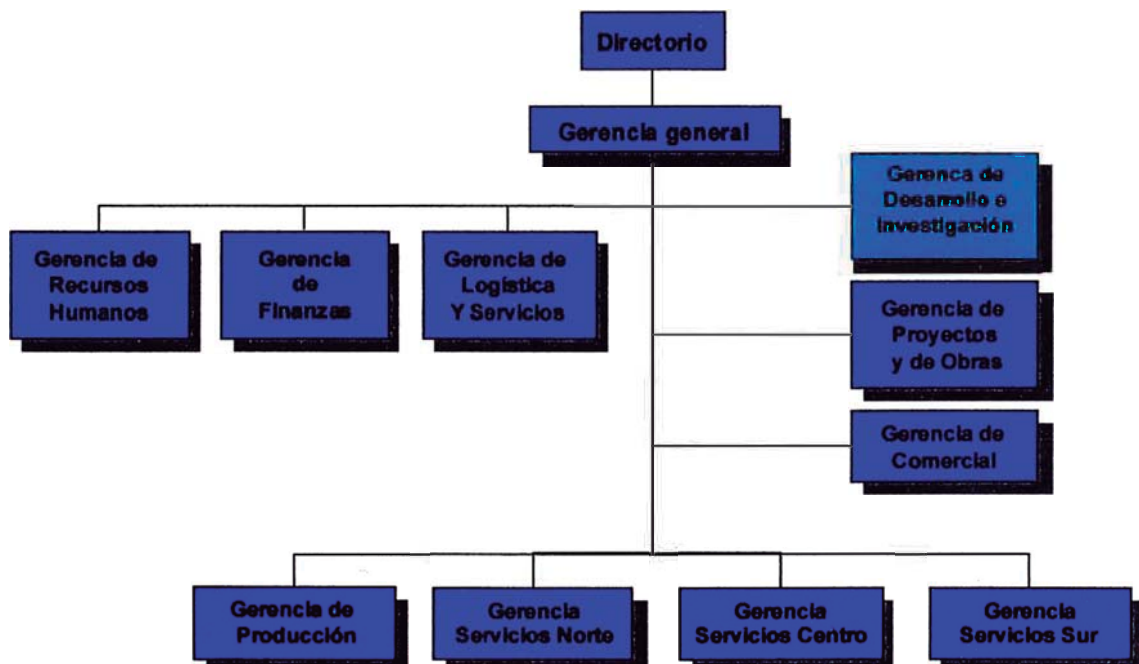 Directorio
Gerencia general
Gerenca de
Desarrollo e
Investigación
Gerencia de
Recursos
Humanos
Gerencia
de
Finanzas
Gerencia de
Logística
Y Servicios
Gerencia de
Proyectos
y de Obras
Gerencia de
Comercial
Gerencia de
Producción
Gerencia
Servicios Norte
Gerencia
Servicios Centro
Gerencia
Servicios Sur